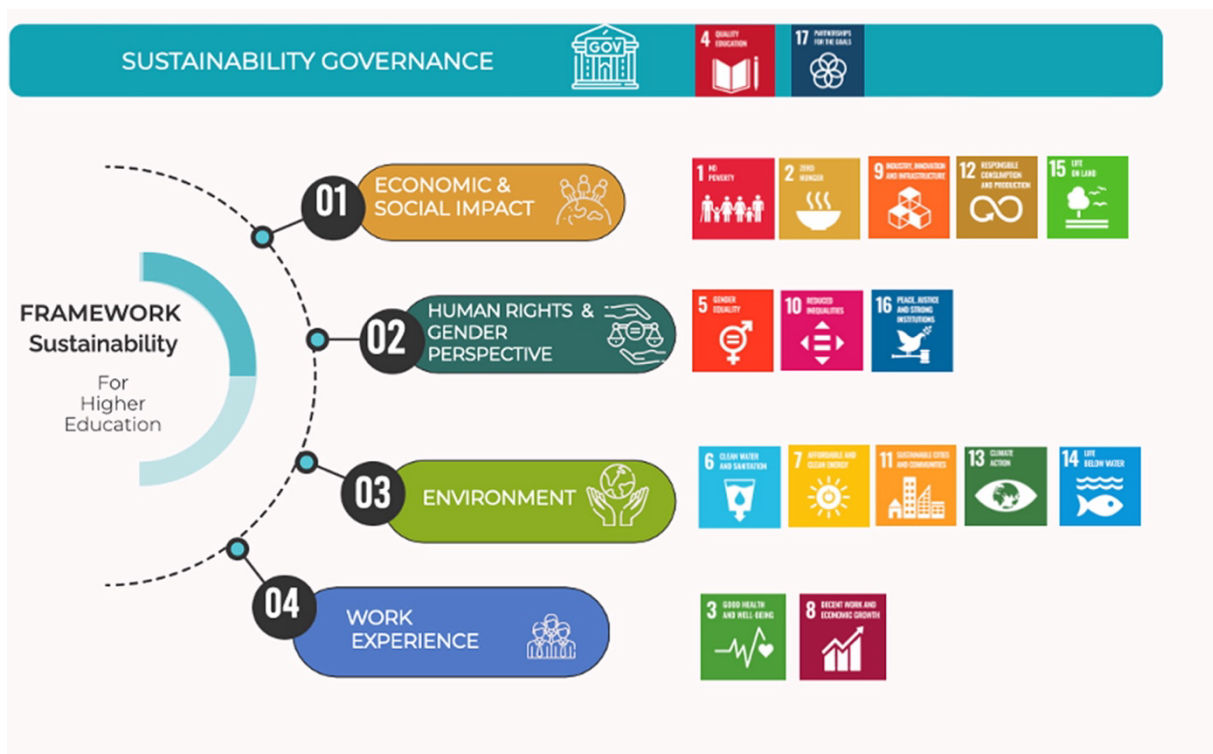 SUSTAINABILITY GOVERNANCE
GOV
4 QUALITY
EDUCATION
17 PARTNERSHIPS
FOR THE GOALS
FRAMEWORK
Sustainability
For
Higher
Education
01
ECONOMIC &
SOCIAL IMPACT
1 NO
POVERTY
2 ZERO
HUNGER
9 INDUSTRY, INNOVATION
AND INFRASTRUCTURE
12 RESPONSIBLE
CONSUMPTION
AND PRODUCTION
15 LIFE
ON LAND
02
HUMAN RIGHTS &
GENDER
PERSPECTIVE
5 GENDER
EQUALITY
10 REDUCED
INEQUALITIES
16 PEACE, JUSTICE
AND STRONG
INSTITUTIONS
03
ENVIRONMENT
6 CLEAN WATER
AND SANITATION
7 AFFORDABLE AND
CLEAN ENERGY
11 SUSTAINABLE CITIES
AND COMMUNITIES
13 CLIMATE
ACTION
14 LIFE
BELOW WATER
04
WORK
EXPERIENCE
3 GOOD HEALTH
AND WELL-BEING
8 DECENT WORK AND
ECONOMIC GROWTH